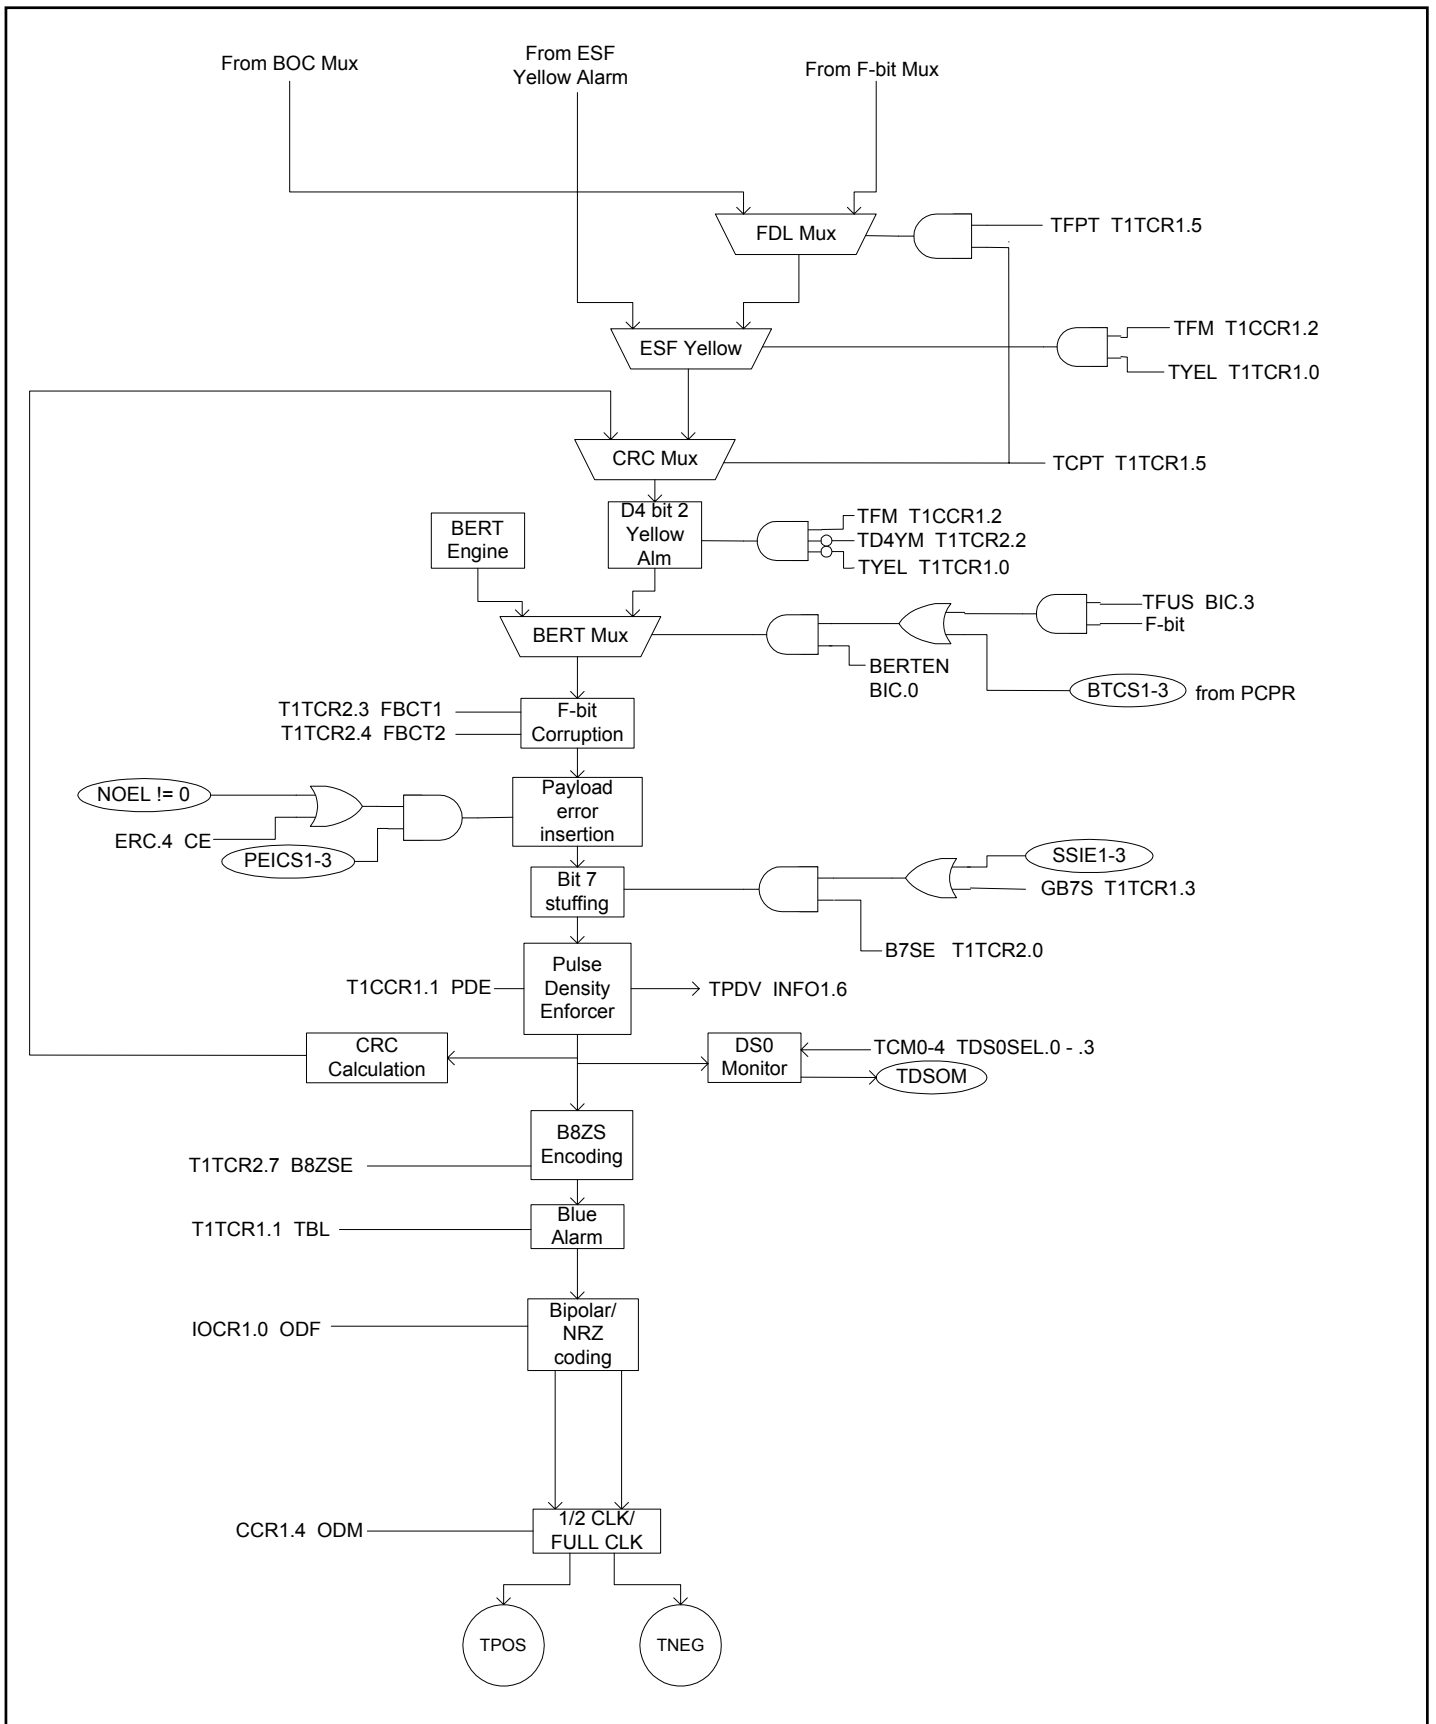 From BOC Mux
From ESF
Yellow Alarm
From F-bit Mux
FDL Mux
TFPT T1TCR1.5
ESF Yellow
TFM T1CCR1.2
TYEL T1TCR1.0
CRC Mux
TCPT T1TCR1.5
BERT
Engine
D4 bit 2
Yellow
Alm
TFM T1CCR1.2
TD4YM T1TCR2.2
TYEL T1TCR1.0
BERT Mux
TFUS BIC.3
F-bit
BERTEN
BIC.0
BTCS1-3 from PCPR
T1TCR2.3 FBCT1
T1TCR2.4 FBCT2
F-bit
Corruption
NOEL != 0
ERC.4 CE
PEICS1-3
Payload
error
insertion
Bit 7
stuffing
SSIE1-3
GB7S T1TCR1.3
B7SE T1TCR2.0
T1CCR1.1 PDE
Pulse
Density
Enforcer
TPDV INFO1.6
CRC
Calculation
DS0
Monitor
TCM0-4 TDS0SEL.0 - .3
TDSOM
T1TCR2.7 B8ZSE
B8ZS
Encoding
T1TCR1.1 TBL
Blue
Alarm
IOCR1.0 ODF
Bipolar/
NRZ
coding
CCR1.4 ODM
1/2 CLK/
FULL CLK
TPOS
TNEG